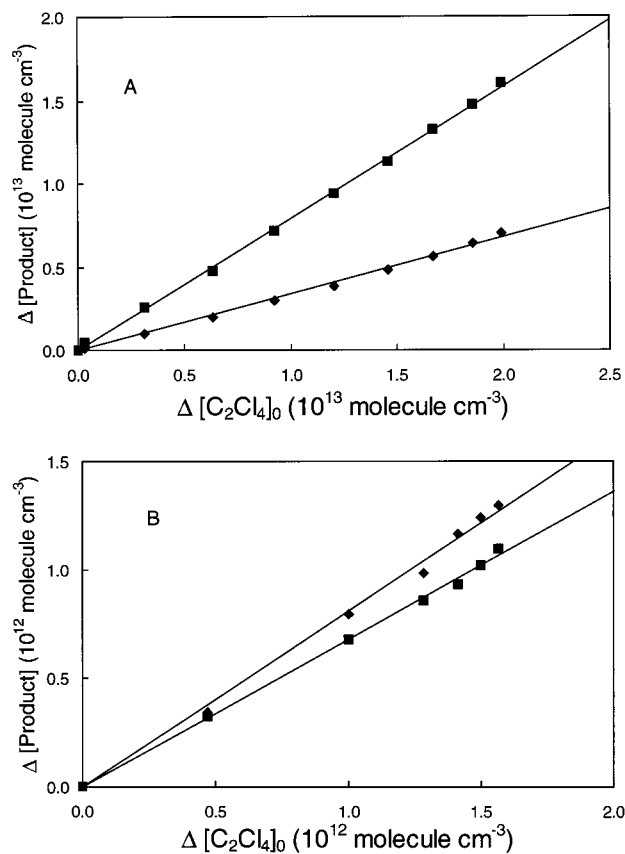 2.0
A
1.5
1.0
0.5
0.0
Δ [Product] (10¹³ molecule cm⁻³)
0.0 0.5 1.0 1.5 2.0 2.5
Δ [C₂Cl₄]₀ (10¹³ molecule cm⁻³)
1.5
B
1.0
0.5
0.0
Δ [Product] (10¹² molecule cm⁻³)
0.0 0.5 1.0 1.5 2.0
Δ [C₂Cl₄]₀ (10¹² molecule cm⁻³)